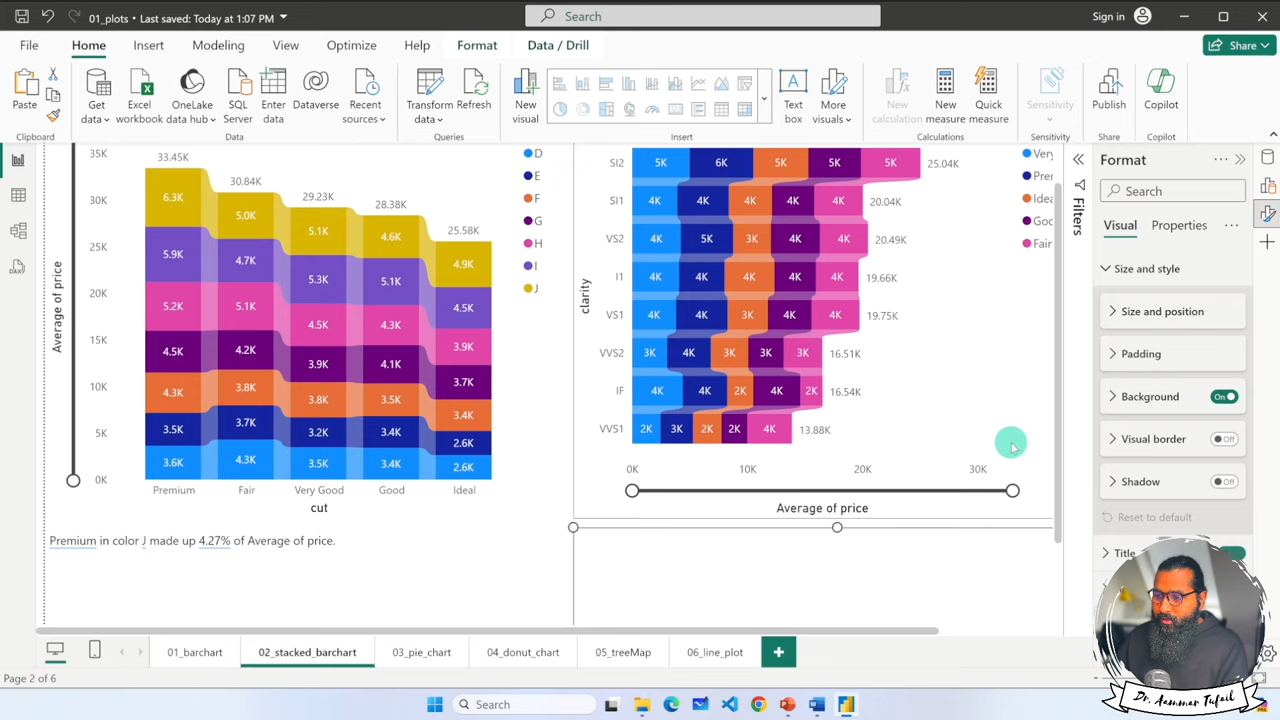 01_plots • Last saved: Today at 1:07 PM
Search
Sign in
File Home Insert Modeling View Optimize Help Format Data / Drill
Share
Paste
Get data
Excel workbook
OneLake data hub
SQL Server
Enter data
Dataverse
Recent sources
Transform data
Refresh
New visual
Text box
More visuals
New calculation
New measure
Quick measure
Sensitivity
Publish
Copilot
Clipboard
Data
Queries
Insert
Calculations
Sensitivity
Share
Copilot
Average of price
35K
30K
25K
20K
15K
10K
5K
0K
33.45K
6.3K
5.9K
5.2K
4.5K
4.3K
3.5K
3.6K
30.84K
5.0K
4.7K
5.1K
4.2K
3.8K
3.7K
4.3K
29.23K
5.1K
5.3K
4.5K
3.9K
3.8K
3.2K
3.5K
28.38K
4.6K
5.1K
4.3K
4.1K
3.5K
3.4K
3.4K
25.58K
4.9K
4.5K
3.9K
3.7K
3.4K
2.6K
2.6K
Premium Fair Very Good Good Ideal
cut
D
E
F
G
H
I
J
Premium in color J made up 4.27% of Average of price.
clarity
SI2 5K 6K 5K 5K 5K 25.04K
SI1 4K 4K 4K 4K 4K 20.04K
VS2 4K 5K 3K 4K 4K 20.49K
I1 4K 4K 4K 4K 4K 19.66K
VS1 4K 4K 3K 4K 4K 19.75K
VVS2 3K 4K 3K 3K 3K 16.51K
IF 4K 4K 2K 4K 2K 16.54K
VVS1 2K 3K 2K 2K 4K 13.88K
0K 10K 20K 30K
Average of price
Very
Pre
Idea
Goo
Fair
Filters
Format
Search
Visual Properties
Size and style
Size and position
Padding
Background On
Visual border Off
Shadow Off
Reset to default
Title
01_barchart 02_stacked_barchart 03_pie_chart 04_donut_chart 05_treeMap 06_line_plot
Page 2 of 6
Search
Dr. Aammar Tufail